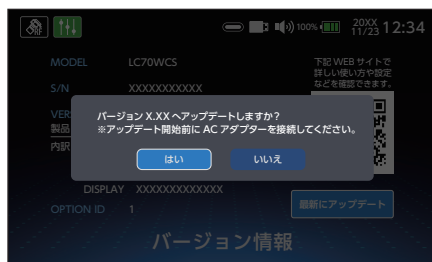 100% 20XX 11/23 12:34
MODEL LC70WCS
下記 WEB サイトで
詳しい使い方や設定
などを確認できます。
S/N XXXXXXXXXXX
VER
製品
内訳
バージョン X.XX へアップデートしますか?
※アップデート開始前に AC アダプターを接続してください。
はい いいえ
DISPLAY XXXXXXXXXXXXX
OPTION ID 1
最新にアップデート
バージョン情報